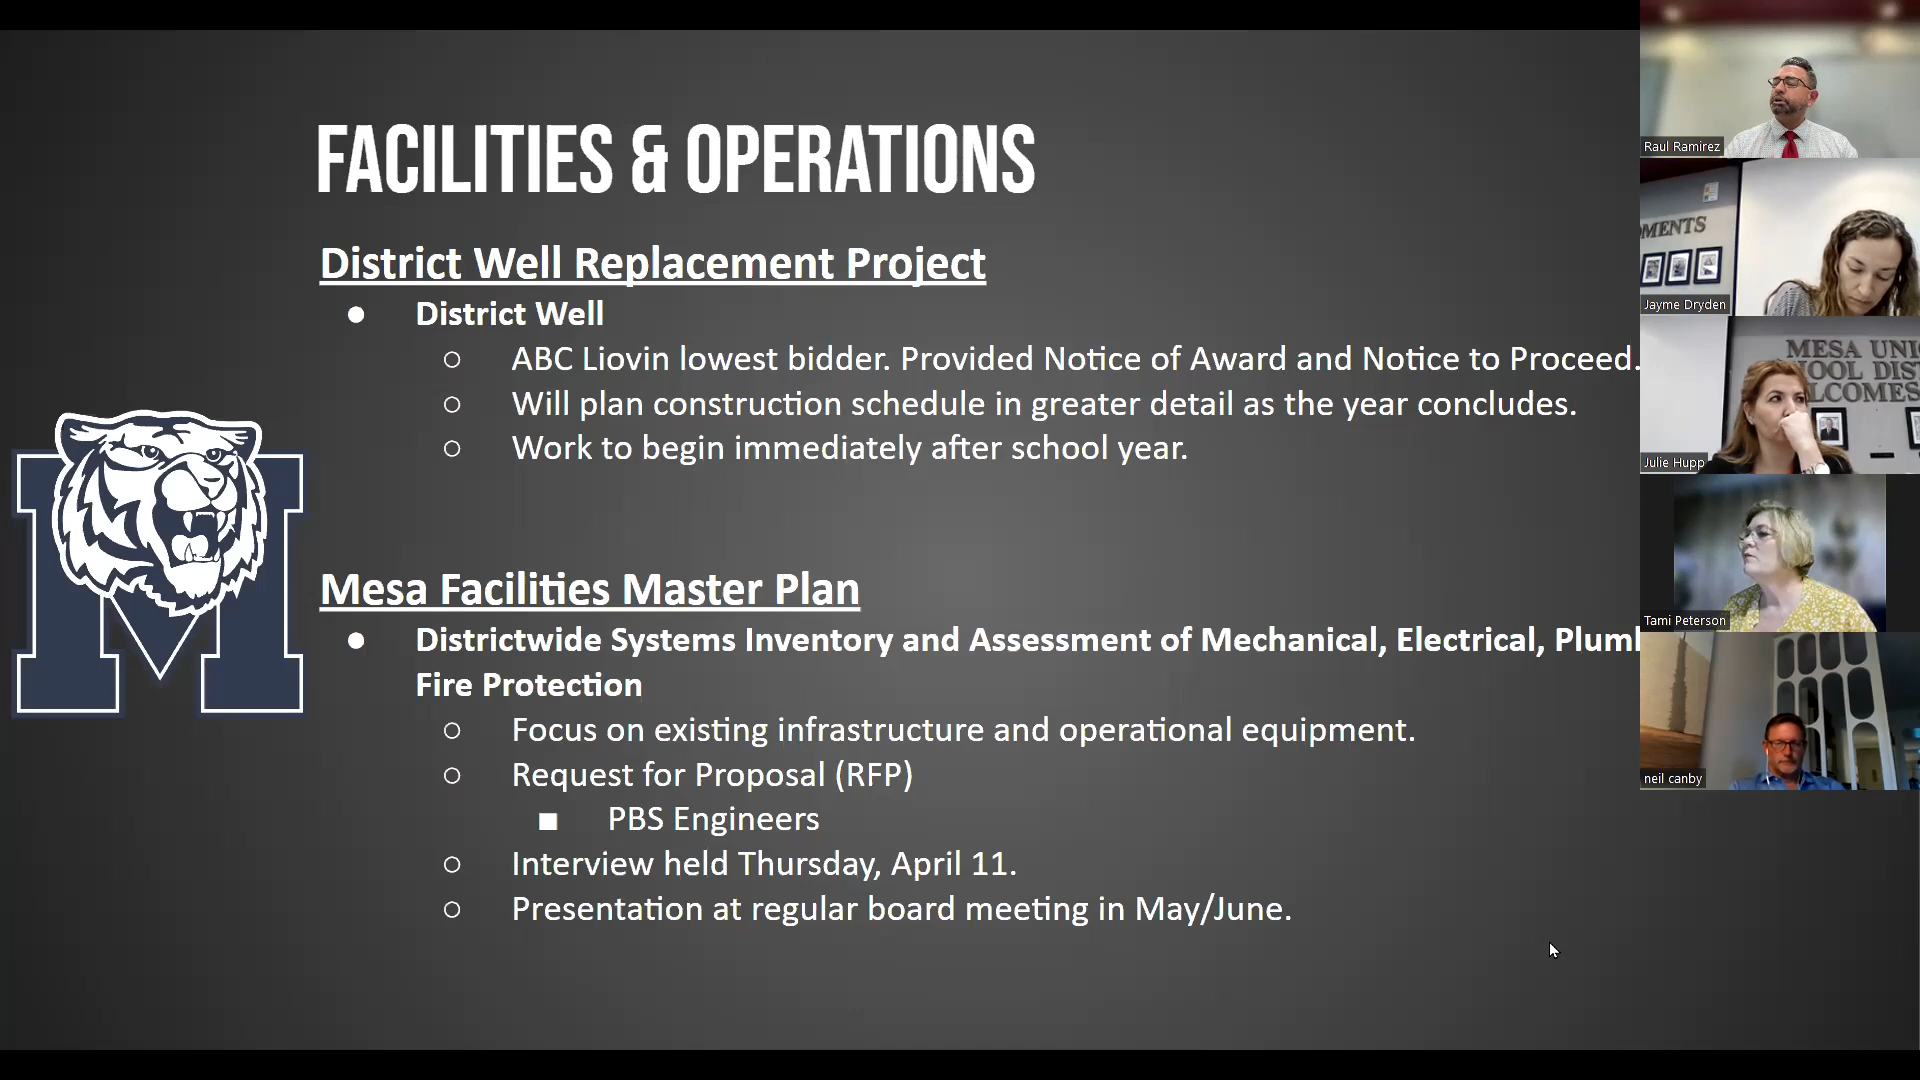 FACILITIES & OPERATIONS
District Well Replacement Project
● District Well
○ ABC Liovin lowest bidder. Provided Notice of Award and Notice to Proceed.
○ Will plan construction schedule in greater detail as the year concludes.
○ Work to begin immediately after school year.
Mesa Facilities Master Plan
● Districtwide Systems Inventory and Assessment of Mechanical, Electrical,
Fire Protection
○ Focus on existing infrastructure and operational equipment.
○ Request for Proposal (RFP)
■ PBS Engineers
○ Interview held Thursday, April 11.
○ Presentation at regular board meeting in May/June.
M
Raul Ramirez
Jayme Dryden
MESA
Julie Hupp
Tami Peterson
neil canby